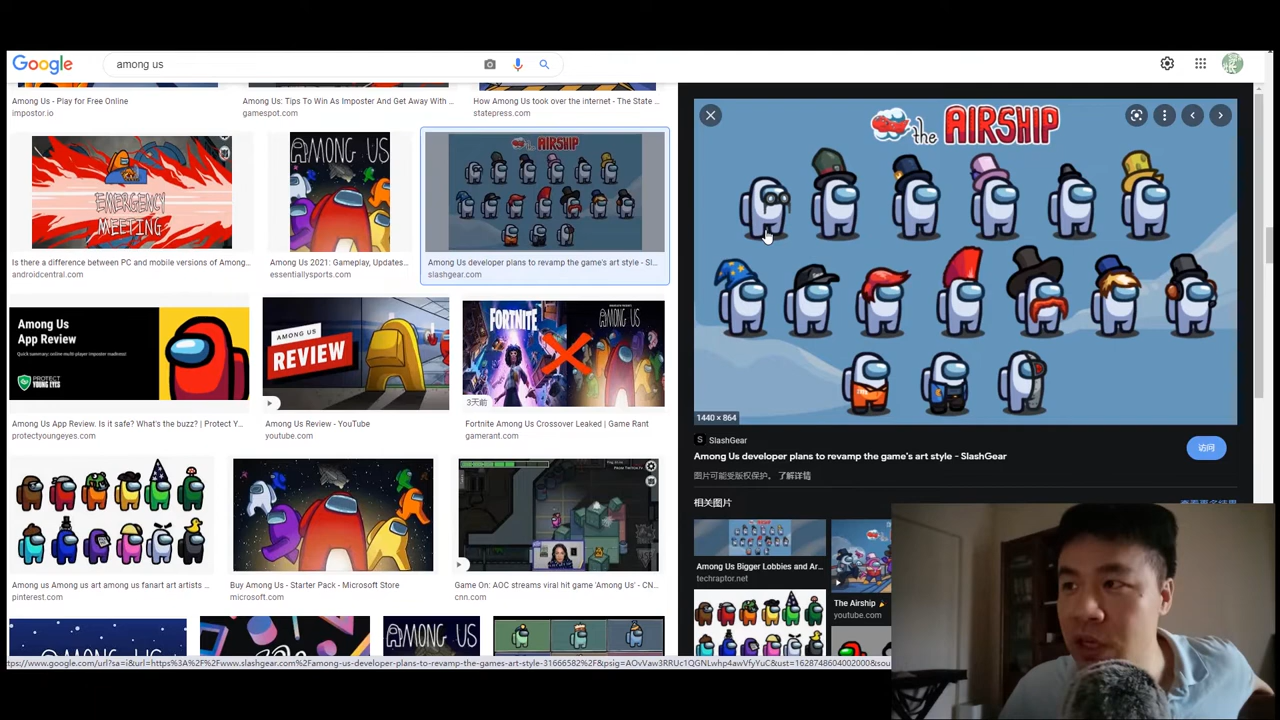 Google
among us
Among Us - Play for Free Online
impostor.io
Among Us: Tips To Win As Imposter And Get Away With ...
gamespot.com
How Among Us took over the internet - The State ...
statepress.com
EMERGENCY
MEETING
Is there a difference between PC and mobile versions of Among...
androidcentral.com
AMONG US
Among Us 2021: Gameplay, Updates...
essentiallysports.com
the AIRSHIP
Among Us developer plans to revamp the game's art style - Sl...
slashgear.com
Among Us
App Review
Quick summary: online multi-player imposter madness!
PROTECT
YOUNG EYES
Among Us App Review. Is it safe? What's the buzz? | Protect Y...
protectyoungeyes.com
AMONG US
REVIEW
Among Us Review - YouTube
youtube.com
FORTNITE
AMONG US
3天前
Fortnite Among Us Crossover Leaked | Game Rant
gamerant.com
Among us Among us art among us fanart art artists ...
pinterest.com
Buy Among Us - Starter Pack - Microsoft Store
microsoft.com
Game On: AOC streams viral hit game 'Among Us' - CN...
cnn.com
AMONG US
the AIRSHIP
1440 × 864
S SlashGear
Among Us developer plans to revamp the game's art style - SlashGear
访问
图片可能受版权保护。 了解详情
相关图片
Among Us Bigger Lobbies and Ar...
techraptor.net
The Airship
youtube.com